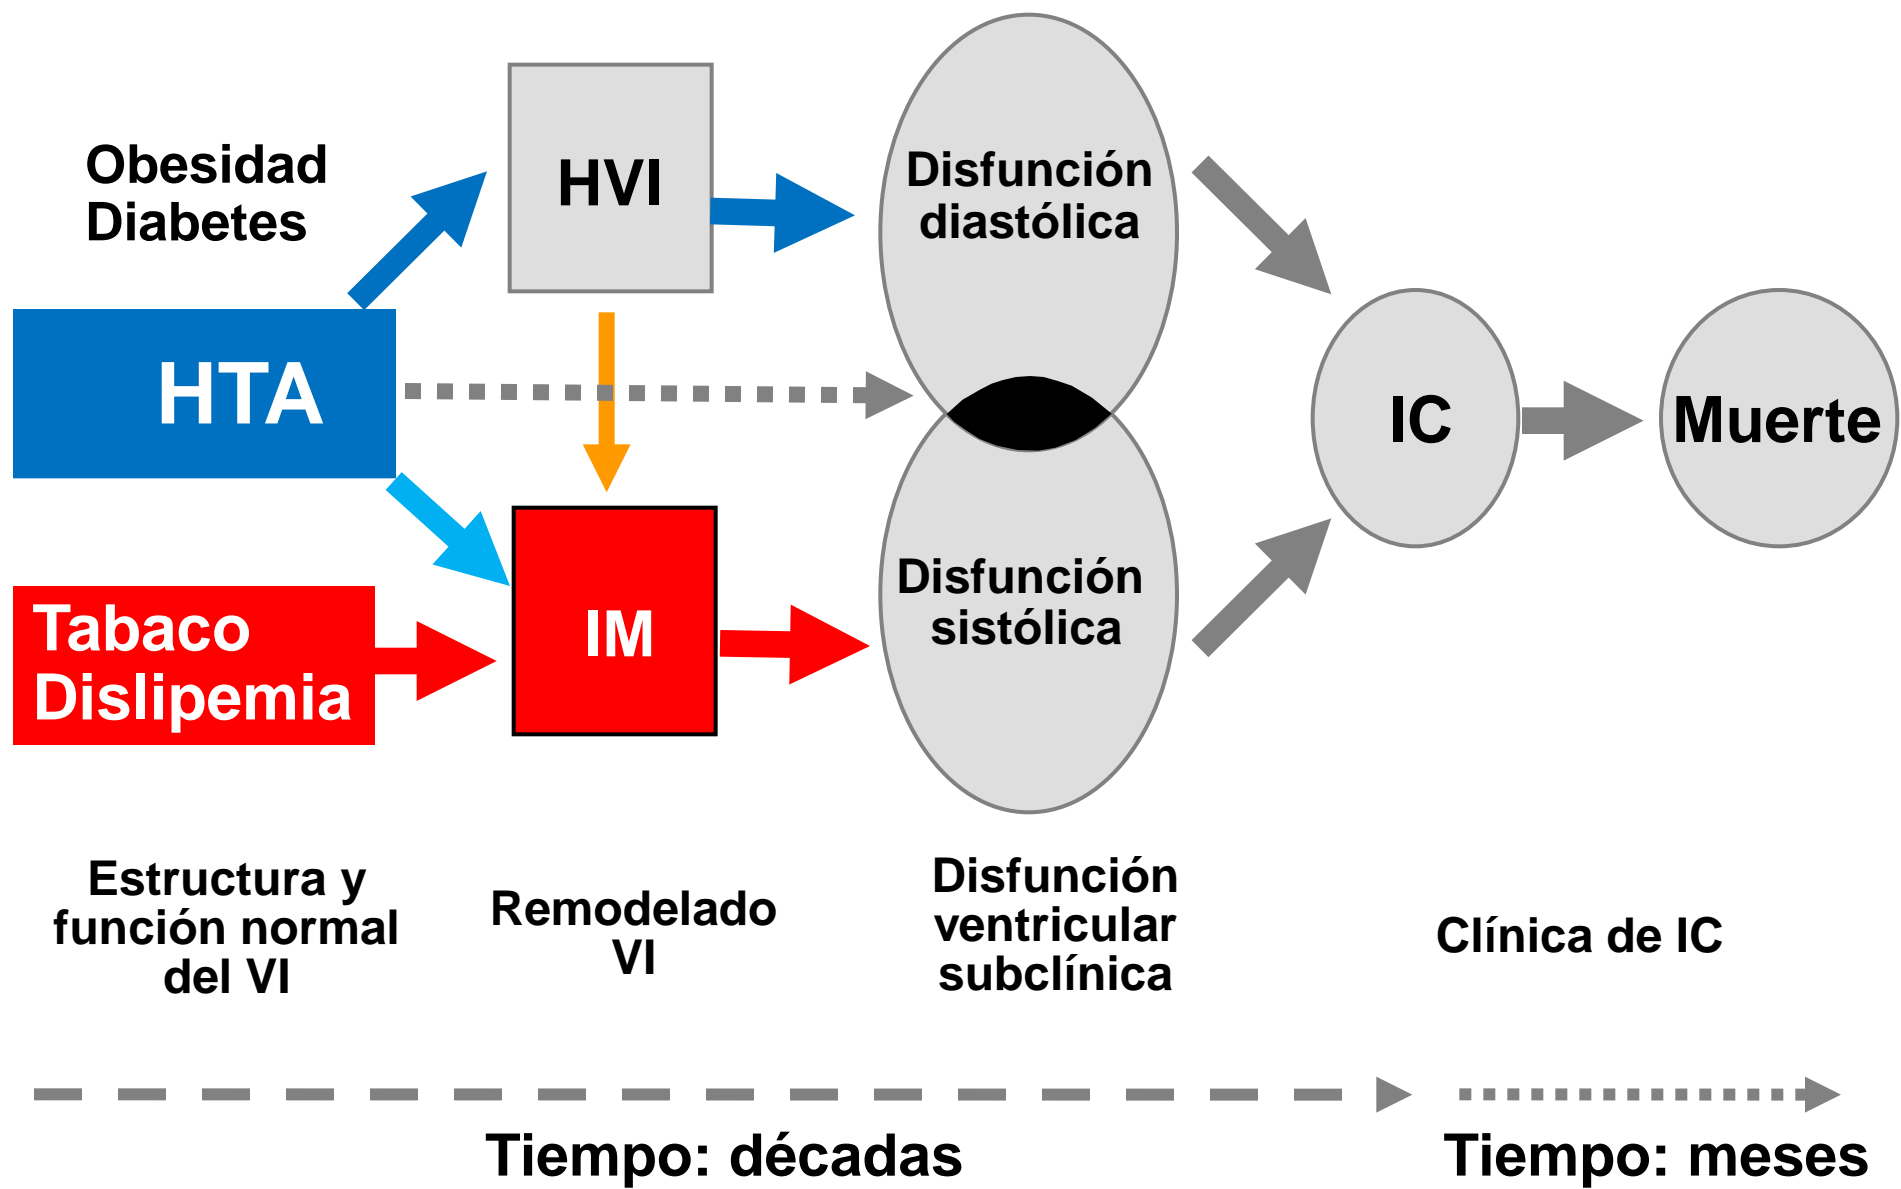 Obesidad
Diabetes
HTA
Tabaco
Dislipemia
HVI
IM
Disfunción
diastólica
Disfunción
sistólica
IC
Muerte
Estructura y
función normal
del VI
Remodelado
VI
Disfunción
ventricular
subclínica
Clínica de IC
Tiempo: décadas
Tiempo: meses